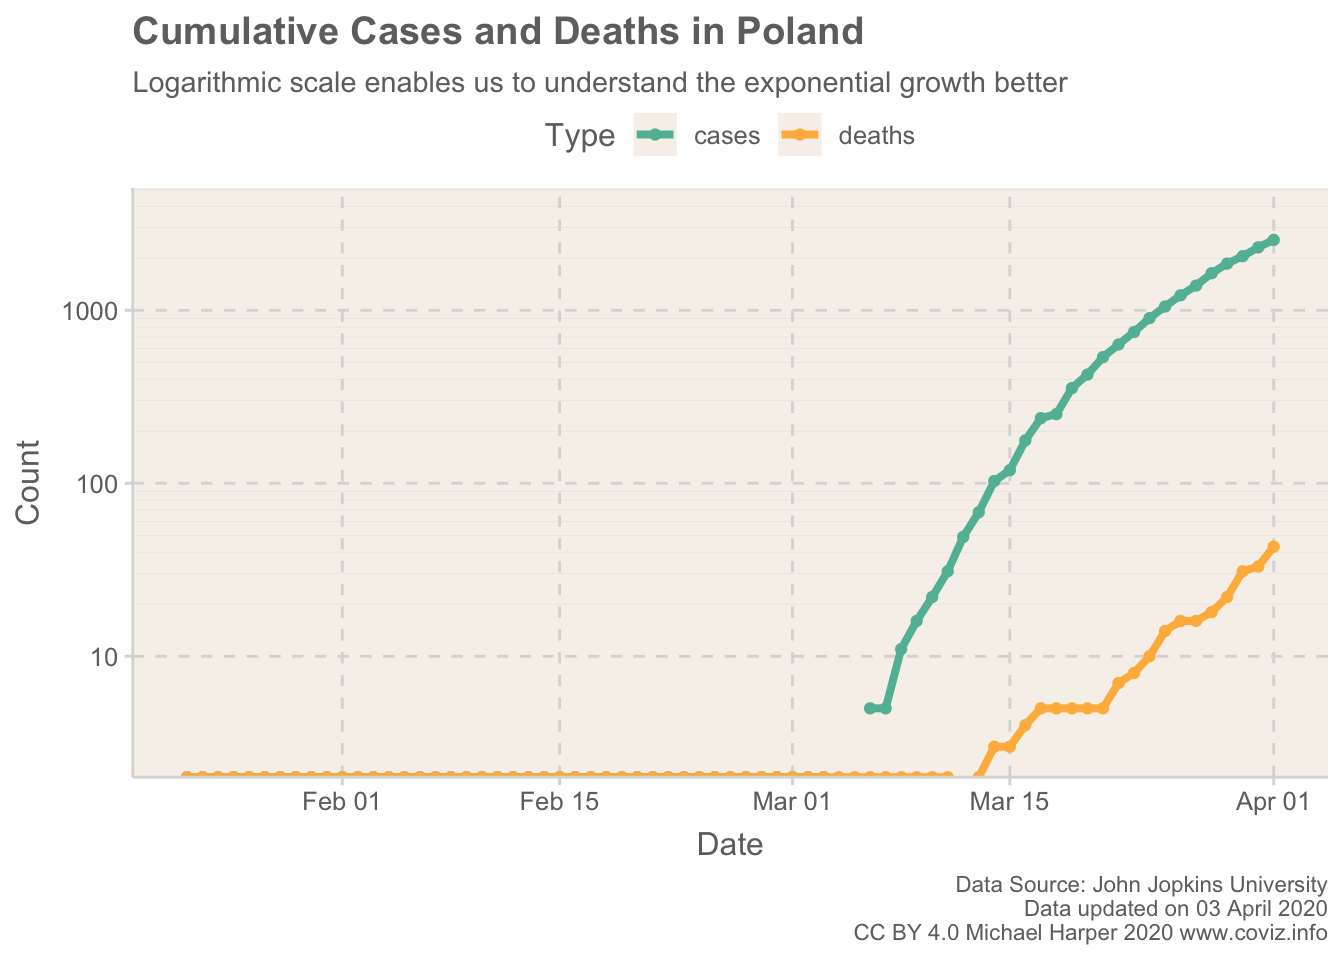 Cumulative Cases and Deaths in Poland
Logarithmic scale enables us to understand the exponential growth better
Type cases deaths
1000
100
10
Count
Feb 01 Feb 15 Mar 01 Mar 15 Apr 01
Date
Data Source: John Jopkins University
Data updated on 03 April 2020
CC BY 4.0 Michael Harper 2020 www.coviz.info